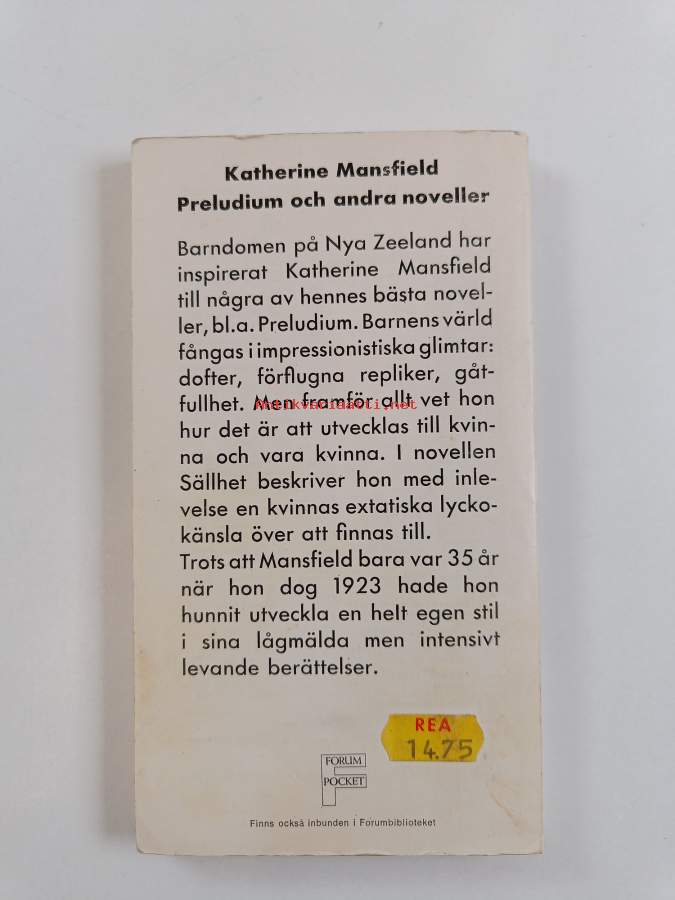 Katherine Mansfield
Preludium och andra noveller
Barndomen på Nya Zeeland har
inspirerat Katherine Mansfield
till några av hennes bästa novel-
ler, bl.a. Preludium. Barnens värld
fångas i impressionistiska glimtar:
dofter, förflugna repliker, gåt-
fullhet. Men framför allt vet hon
antikvariaatti.net
hur det är att utvecklas till kvin-
na och vara kvinna. I novellen
Sällhet beskriver hon med inle-
velse en kvinnas extatiska lycko-
känsla över att finnas till.
Trots att Mansfield bara var 35 år
när hon dog 1923 hade hon
hunnit utveckla en helt egen stil
i sina lågmälda men intensivt
levande berättelser.
REA
14.75
FORUM
POCKET
Finns också inbunden i Forumbiblioteket